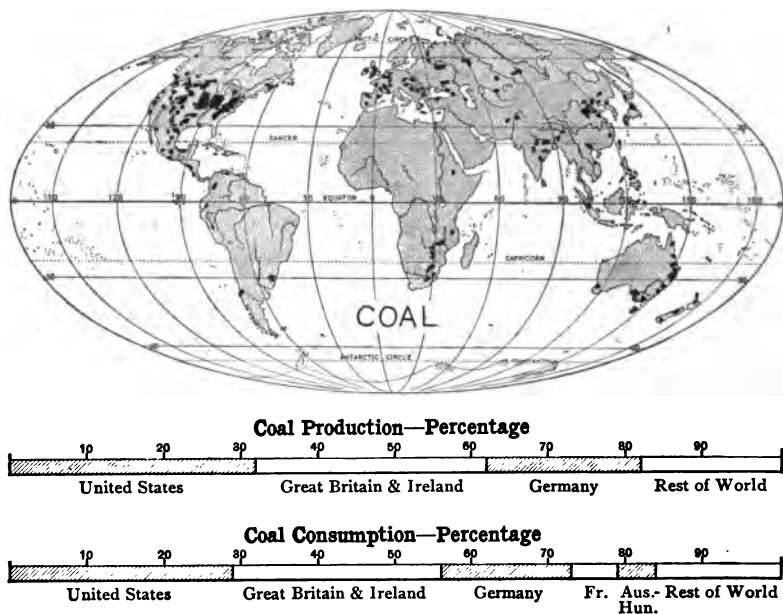 ARCTIC CIRCLE
CANCER
EQUATOR
CAPRICORN
COAL
ANTARCTIC CIRCLE
Coal Production—Percentage
10 20 30 40 50 60 70 80 90
United States Great Britain & Ireland Germany Rest of World
Coal Consumption—Percentage
10 20 30 40 50 60 70 80 90
United States Great Britain & Ireland Germany Fr. Aus.- Rest of World
Hun.